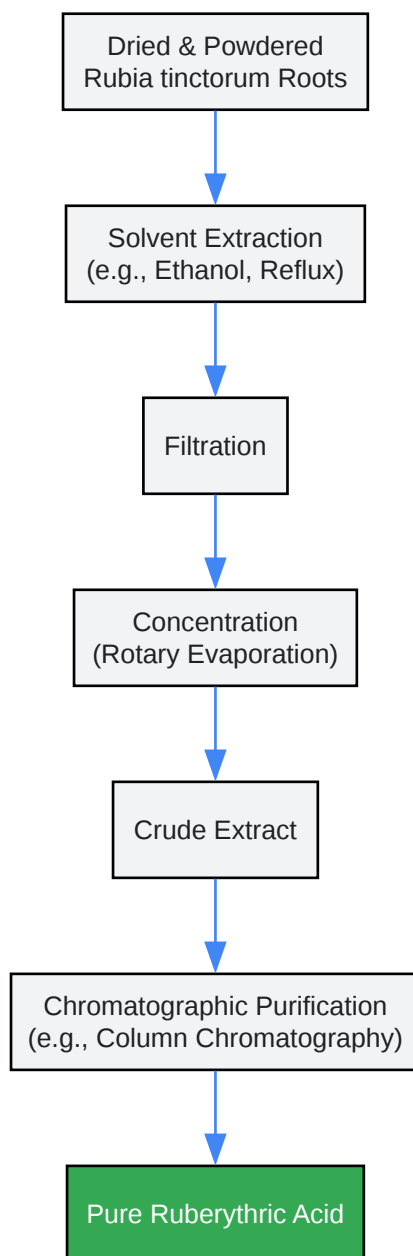 Dried & Powdered
Rubia tinctorum Roots
Solvent Extraction
(e.g., Ethanol, Reflux)
Filtration
Concentration
(Rotary Evaporation)
Crude Extract
Chromatographic Purification
(e.g., Column Chromatography)
Pure Ruberythric Acid